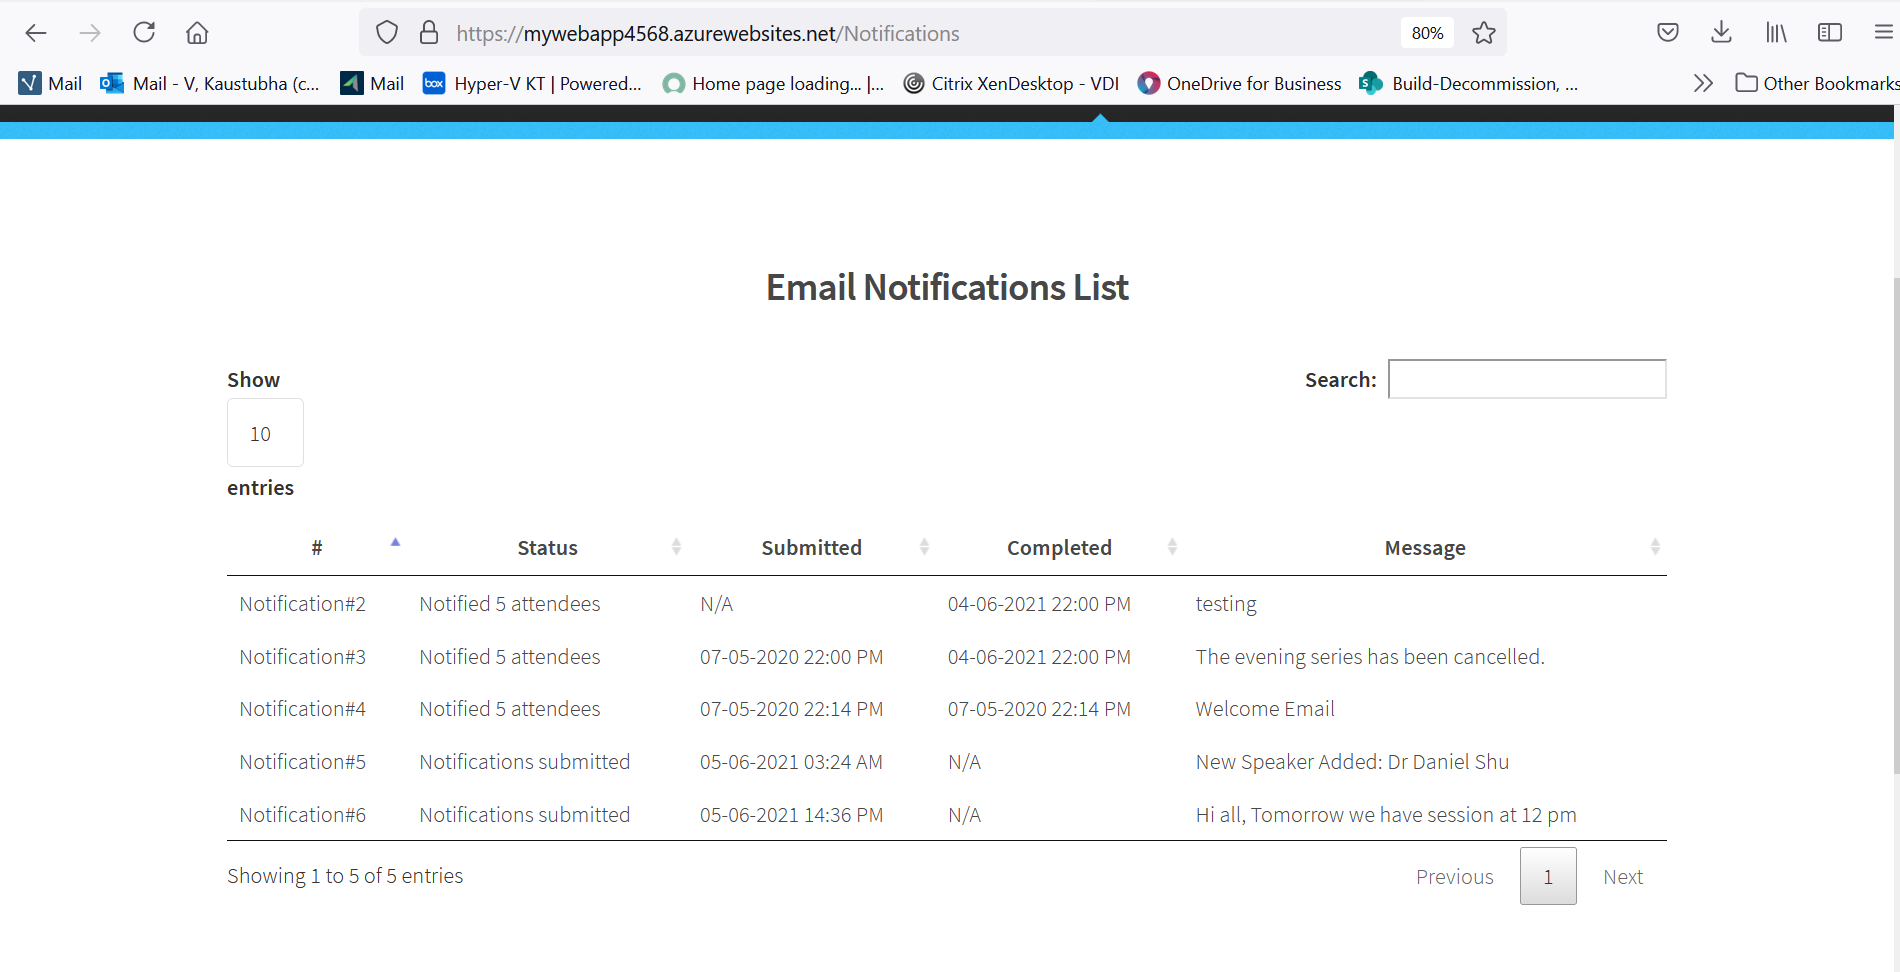 https://mywebapp4568.azurewebsites.net/Notifications 80%
Mail Mail - V, Kaustubha (c... Mail box Hyper-V KT | Powered... Home page loading... |... Citrix XenDesktop - VDI OneDrive for Business S Build-Decommission, ... Other Bookmarks
Email Notifications List
Show Search:
10
entries
# Status Submitted Completed Message
Notification#2 Notified 5 attendees N/A 04-06-2021 22:00 PM testing
Notification#3 Notified 5 attendees 07-05-2020 22:00 PM 04-06-2021 22:00 PM The evening series has been cancelled.
Notification#4 Notified 5 attendees 07-05-2020 22:14 PM 07-05-2020 22:14 PM Welcome Email
Notification#5 Notifications submitted 05-06-2021 03:24 AM N/A New Speaker Added: Dr Daniel Shu
Notification#6 Notifications submitted 05-06-2021 14:36 PM N/A Hi all, Tomorrow we have session at 12 pm
Showing 1 to 5 of 5 entries Previous 1 Next